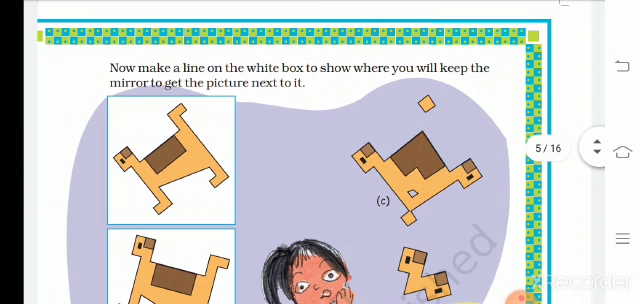 Now make a line on the white box to show where you will keep the
mirror to get the picture next to it.
5 / 16
(c)
XRecorder